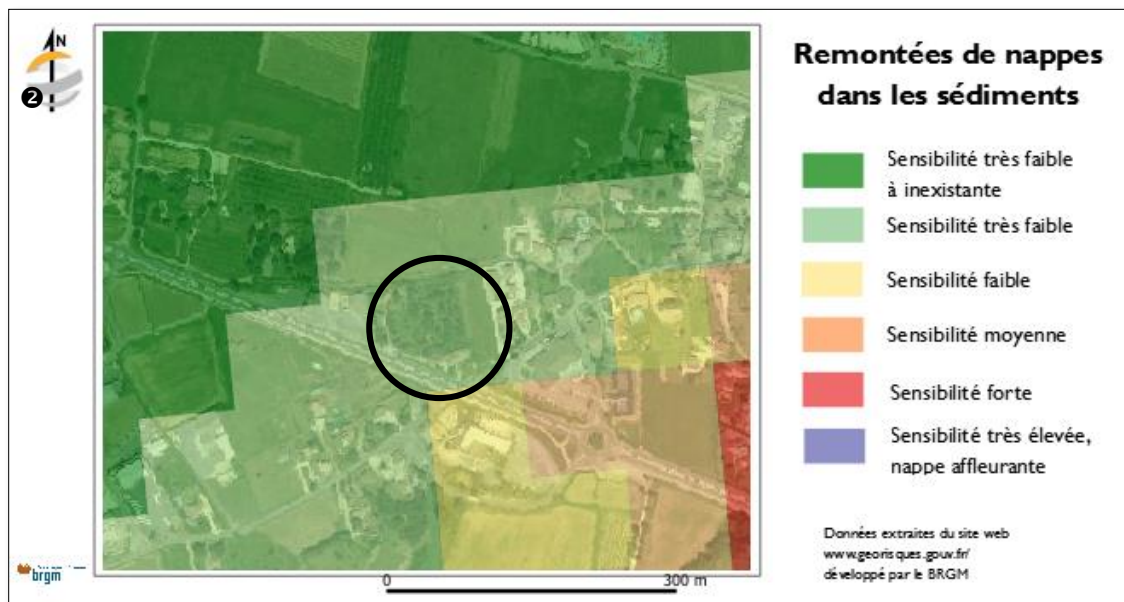 N
❷
Remontées de nappes
dans les sédiments
Sensibilité très faible
à inexistante
Sensibilité très faible
Sensibilité faible
Sensibilité moyenne
Sensibilité forte
Sensibilité très élevée,
nappe affleurante
Données extraites du site web
www.georisques.gouv.fr/
développé par le BRGM
brgm
0 300 m